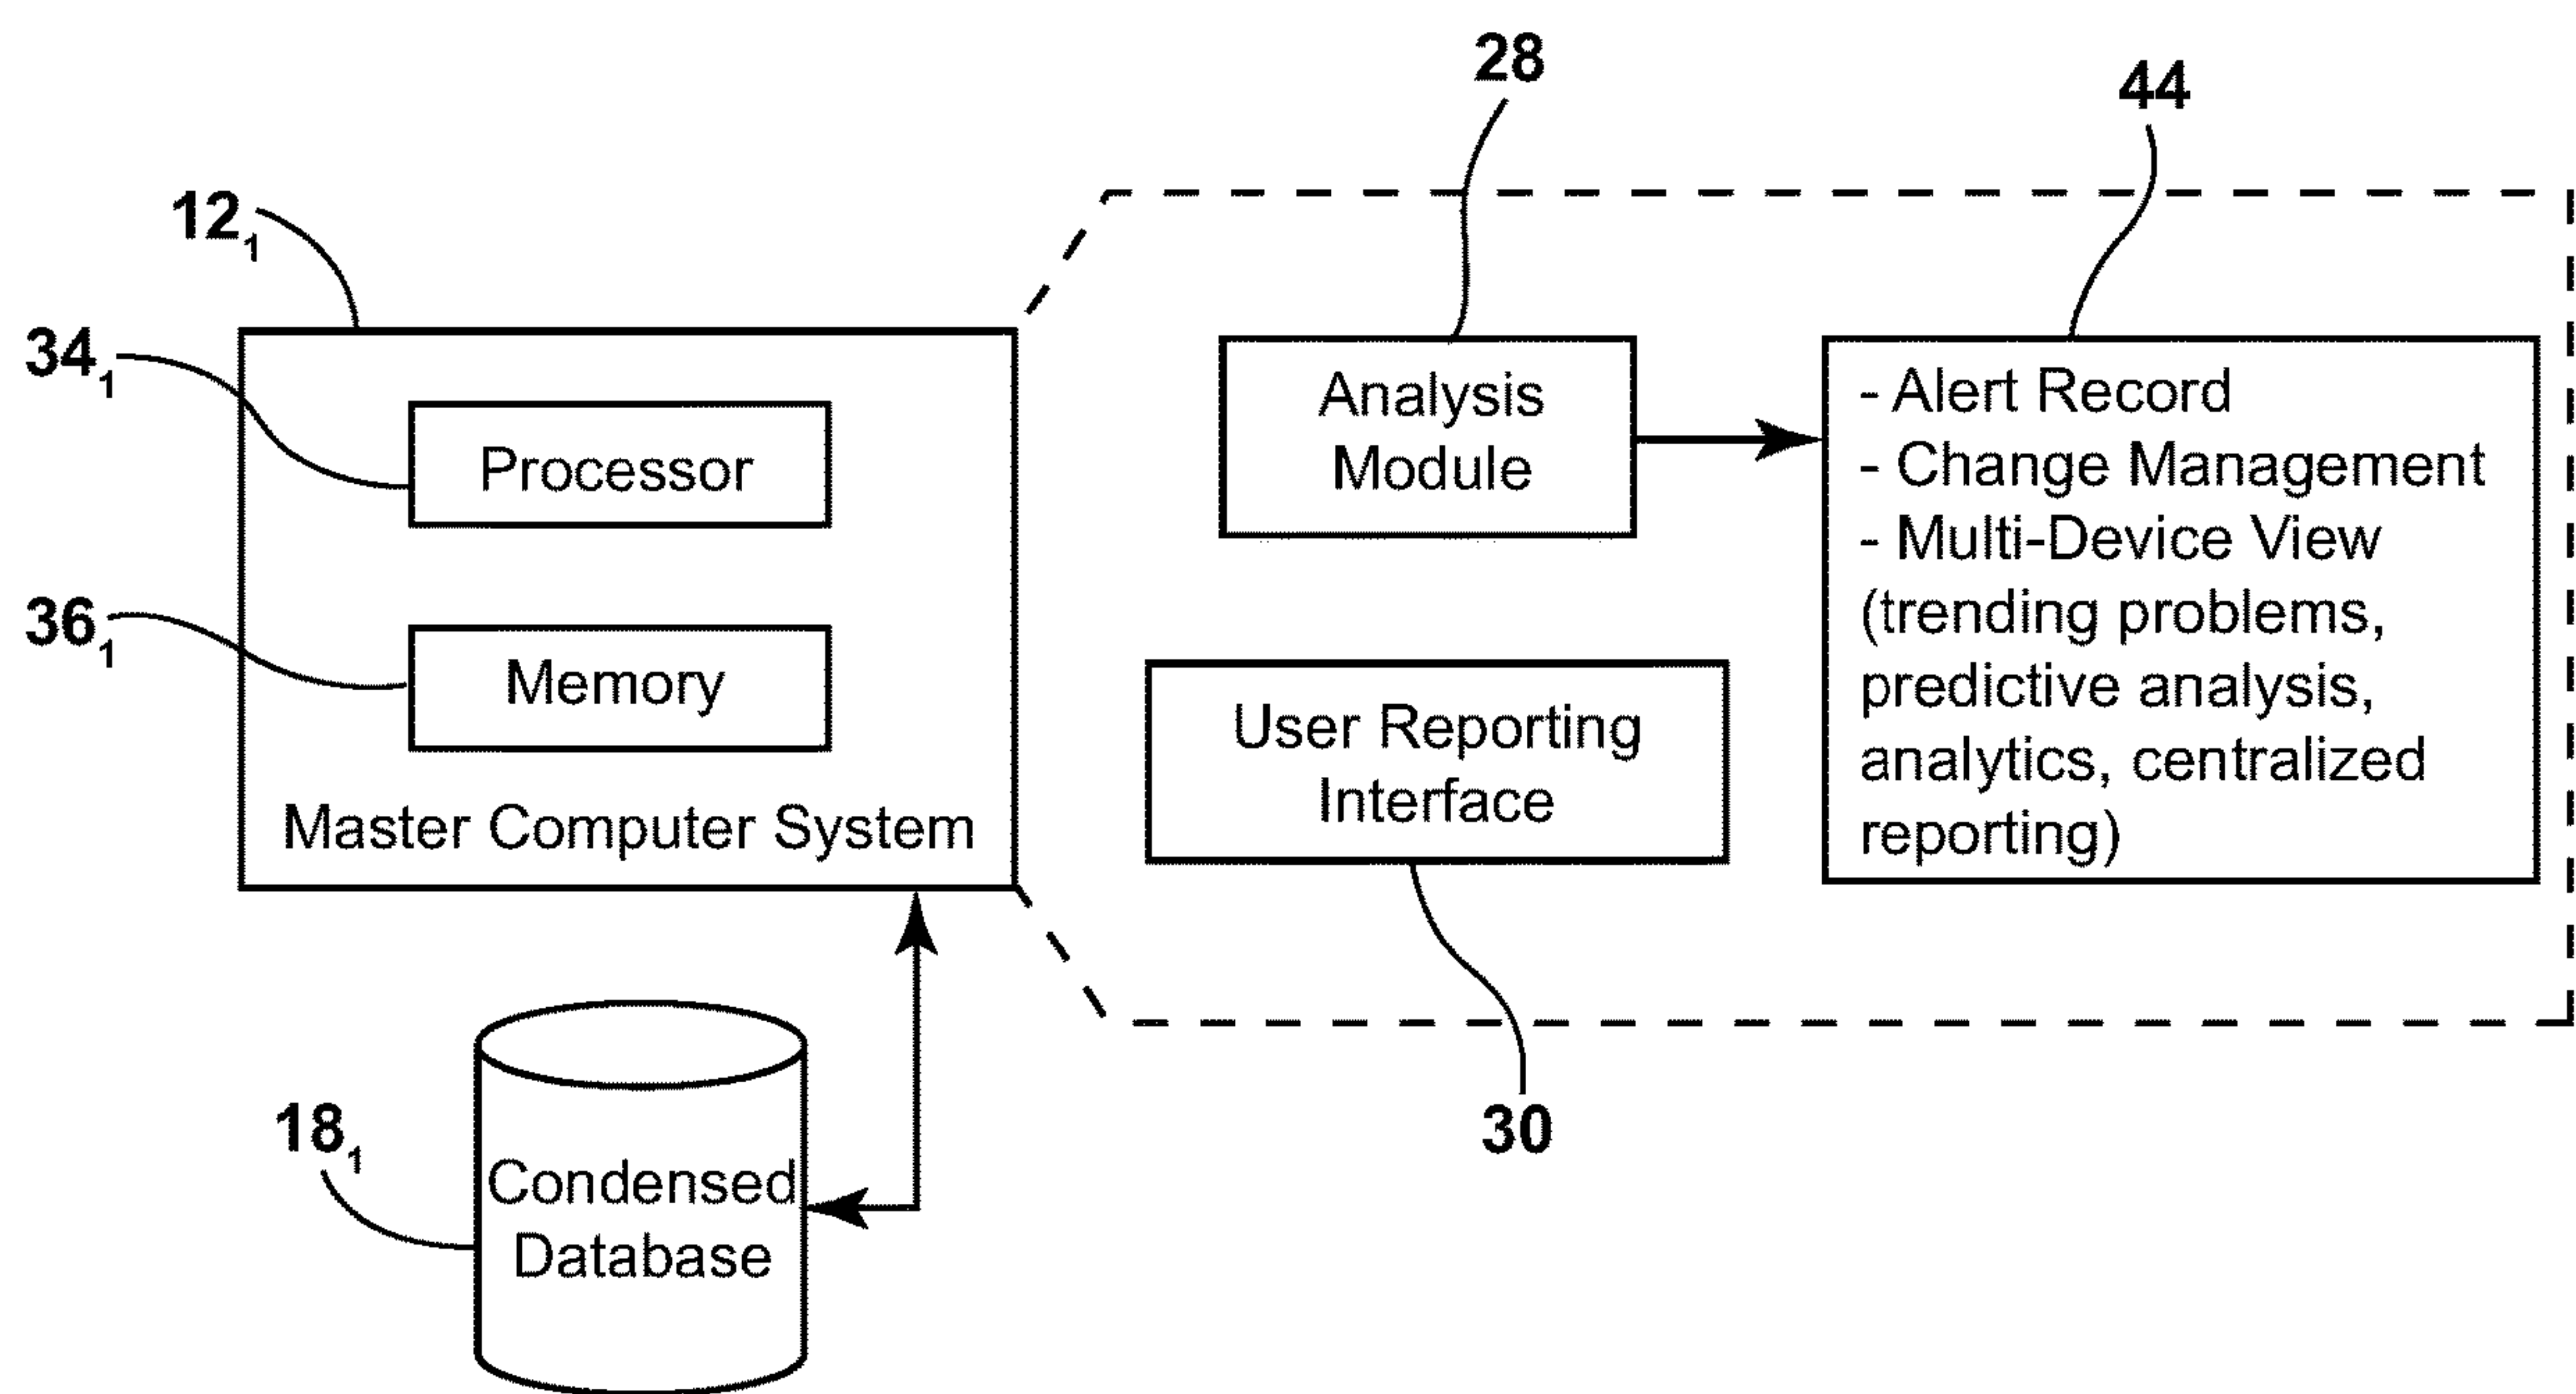 28
44
12₁
34₁
Processor
36₁
Memory
Master Computer System
Analysis
Module
- Alert Record
- Change Management
- Multi-Device View
(trending problems,
predictive analysis,
analytics, centralized
reporting)
User Reporting
Interface
30
18₁
Condensed
Database